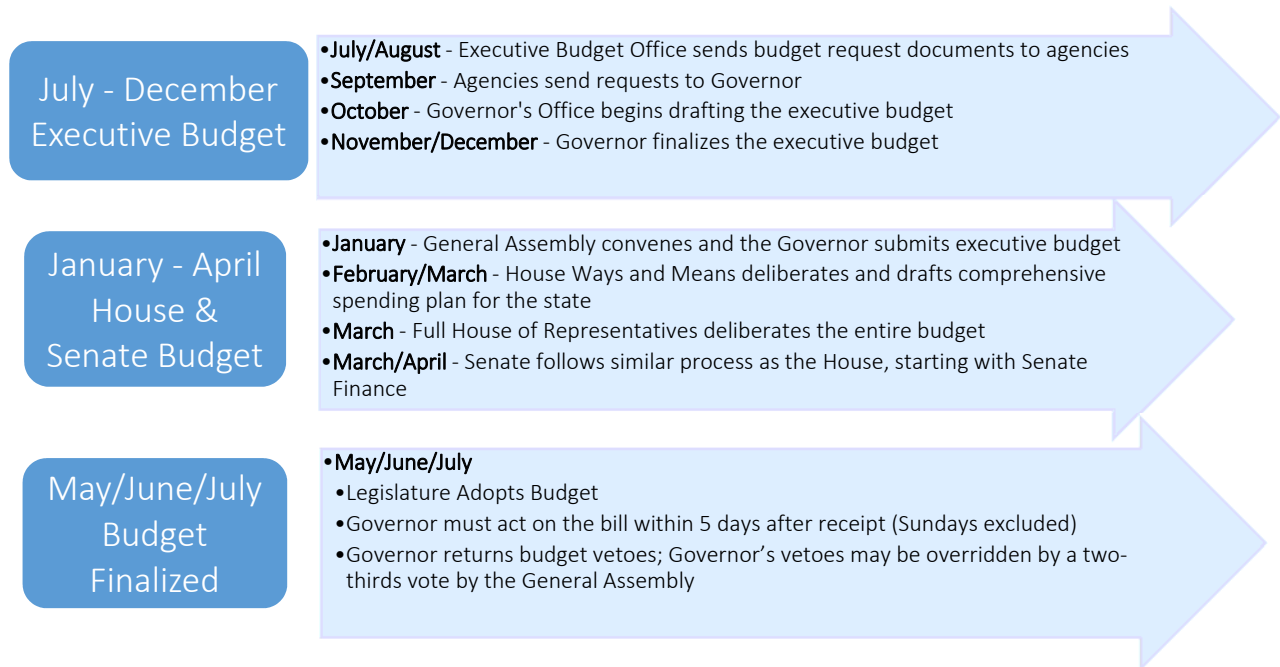 July - December
Executive Budget
•July/August - Executive Budget Office sends budget request documents to agencies
•September - Agencies send requests to Governor
•October - Governor's Office begins drafting the executive budget
•November/December - Governor finalizes the executive budget
January - April
House &
Senate Budget
•January - General Assembly convenes and the Governor submits executive budget
•February/March - House Ways and Means deliberates and drafts comprehensive
spending plan for the state
•March - Full House of Representatives deliberates the entire budget
•March/April - Senate follows similar process as the House, starting with Senate
Finance
May/June/July
Budget
Finalized
•May/June/July
•Legislature Adopts Budget
•Governor must act on the bill within 5 days after receipt (Sundays excluded)
•Governor returns budget vetoes; Governor’s vetoes may be overridden by a two-
thirds vote by the General Assembly